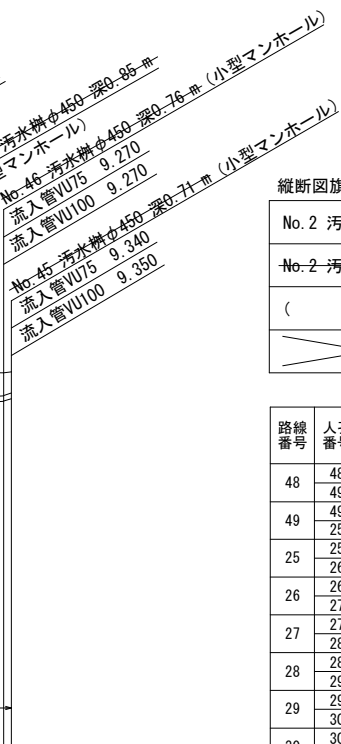 汚水桝φ450 深0.85 m
型マンホール)
No.46 汚水桝φ450 深0.76 m (小型マンホール)
流入管VU75 9.270
流入管VU100 9.270
No.45 汚水桝φ450 深0.71 m (小型マンホール)
流入管VU75 9.340
流入管VU100 9.350
縦断図旗
No.2 汚
No.2 汚
(
路線番号 人 番
48 48 49
49 49 25
25 25 26
26 26 27
27 27 28
28 28 29
29 29 30
30 30